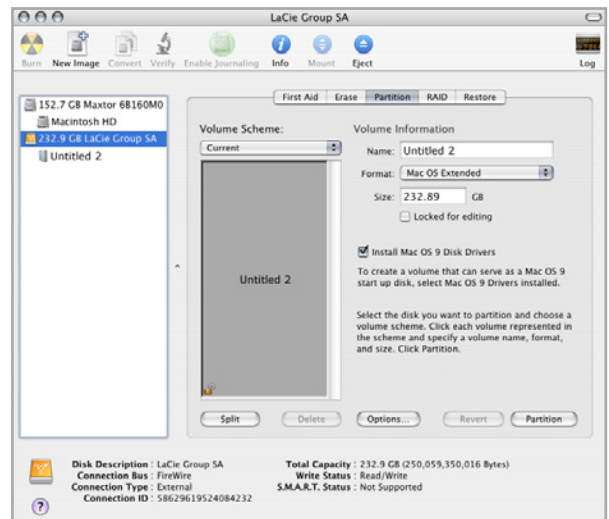 LaCie Group SA
Burn New Image Convert Verify Enable Journaling Info Mount Eject Log
First Aid Erase Partition RAID Restore
152.7 GB Maxtor 6B160M0
Macintosh HD
232.9 GB LaCie Group SA
Untitled 2
Volume Scheme:
Current
Untitled 2
Volume Information
Name: Untitled 2
Format: Mac OS Extended
Size: 232.89 GB
Locked for editing
Install Mac OS 9 Disk Drivers
To create a volume that can serve as a Mac OS 9
start up disk, select Mac OS 9 Drivers installed.
Select the disk you want to partition and choose a
volume scheme. Click each volume represented in
the scheme and specify a volume name, format,
and size. Click Partition.
Split Delete Options... Revert Partition
Disk Description : LaCie Group SA
Connection Bus : FireWire
Connection Type : External
Connection ID : 58629619524084232
Total Capacity : 232.9 GB (250,059,350,016 Bytes)
Write Status : Read/Write
S.M.A.R.T. Status : Not Supported
?